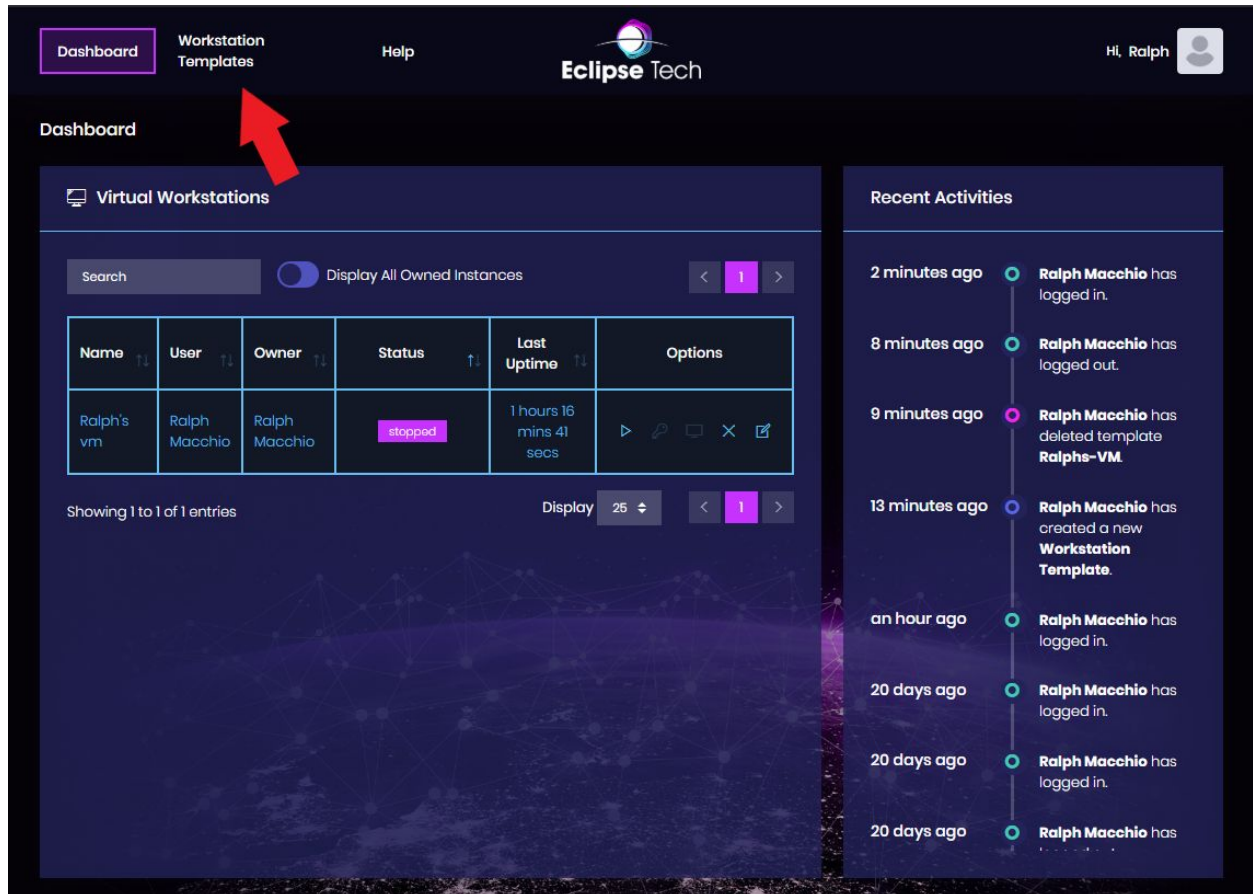 Dashboard
Workstation
Templates
Help
Eclipse Tech
Hi, Ralph
Dashboard
Virtual Workstations
Search
Display All Owned Instances
< 1 >
Name
User
Owner
Status
Last
Uptime
Options
Ralph's
vm
Ralph
Macchio
Ralph
Macchio
stopped
1 hours 16
mins 41
secs
Showing 1 to 1 of 1 entries
Display 25
< 1 >
Recent Activities
2 minutes ago
Ralph Macchio has
logged in.
8 minutes ago
Ralph Macchio has
logged out.
9 minutes ago
Ralph Macchio has
deleted template
Ralphs-VM.
13 minutes ago
Ralph Macchio has
created a new
Workstation
Template.
an hour ago
Ralph Macchio has
logged in.
20 days ago
Ralph Macchio has
logged in.
20 days ago
Ralph Macchio has
logged in.
20 days ago
Ralph Macchio has